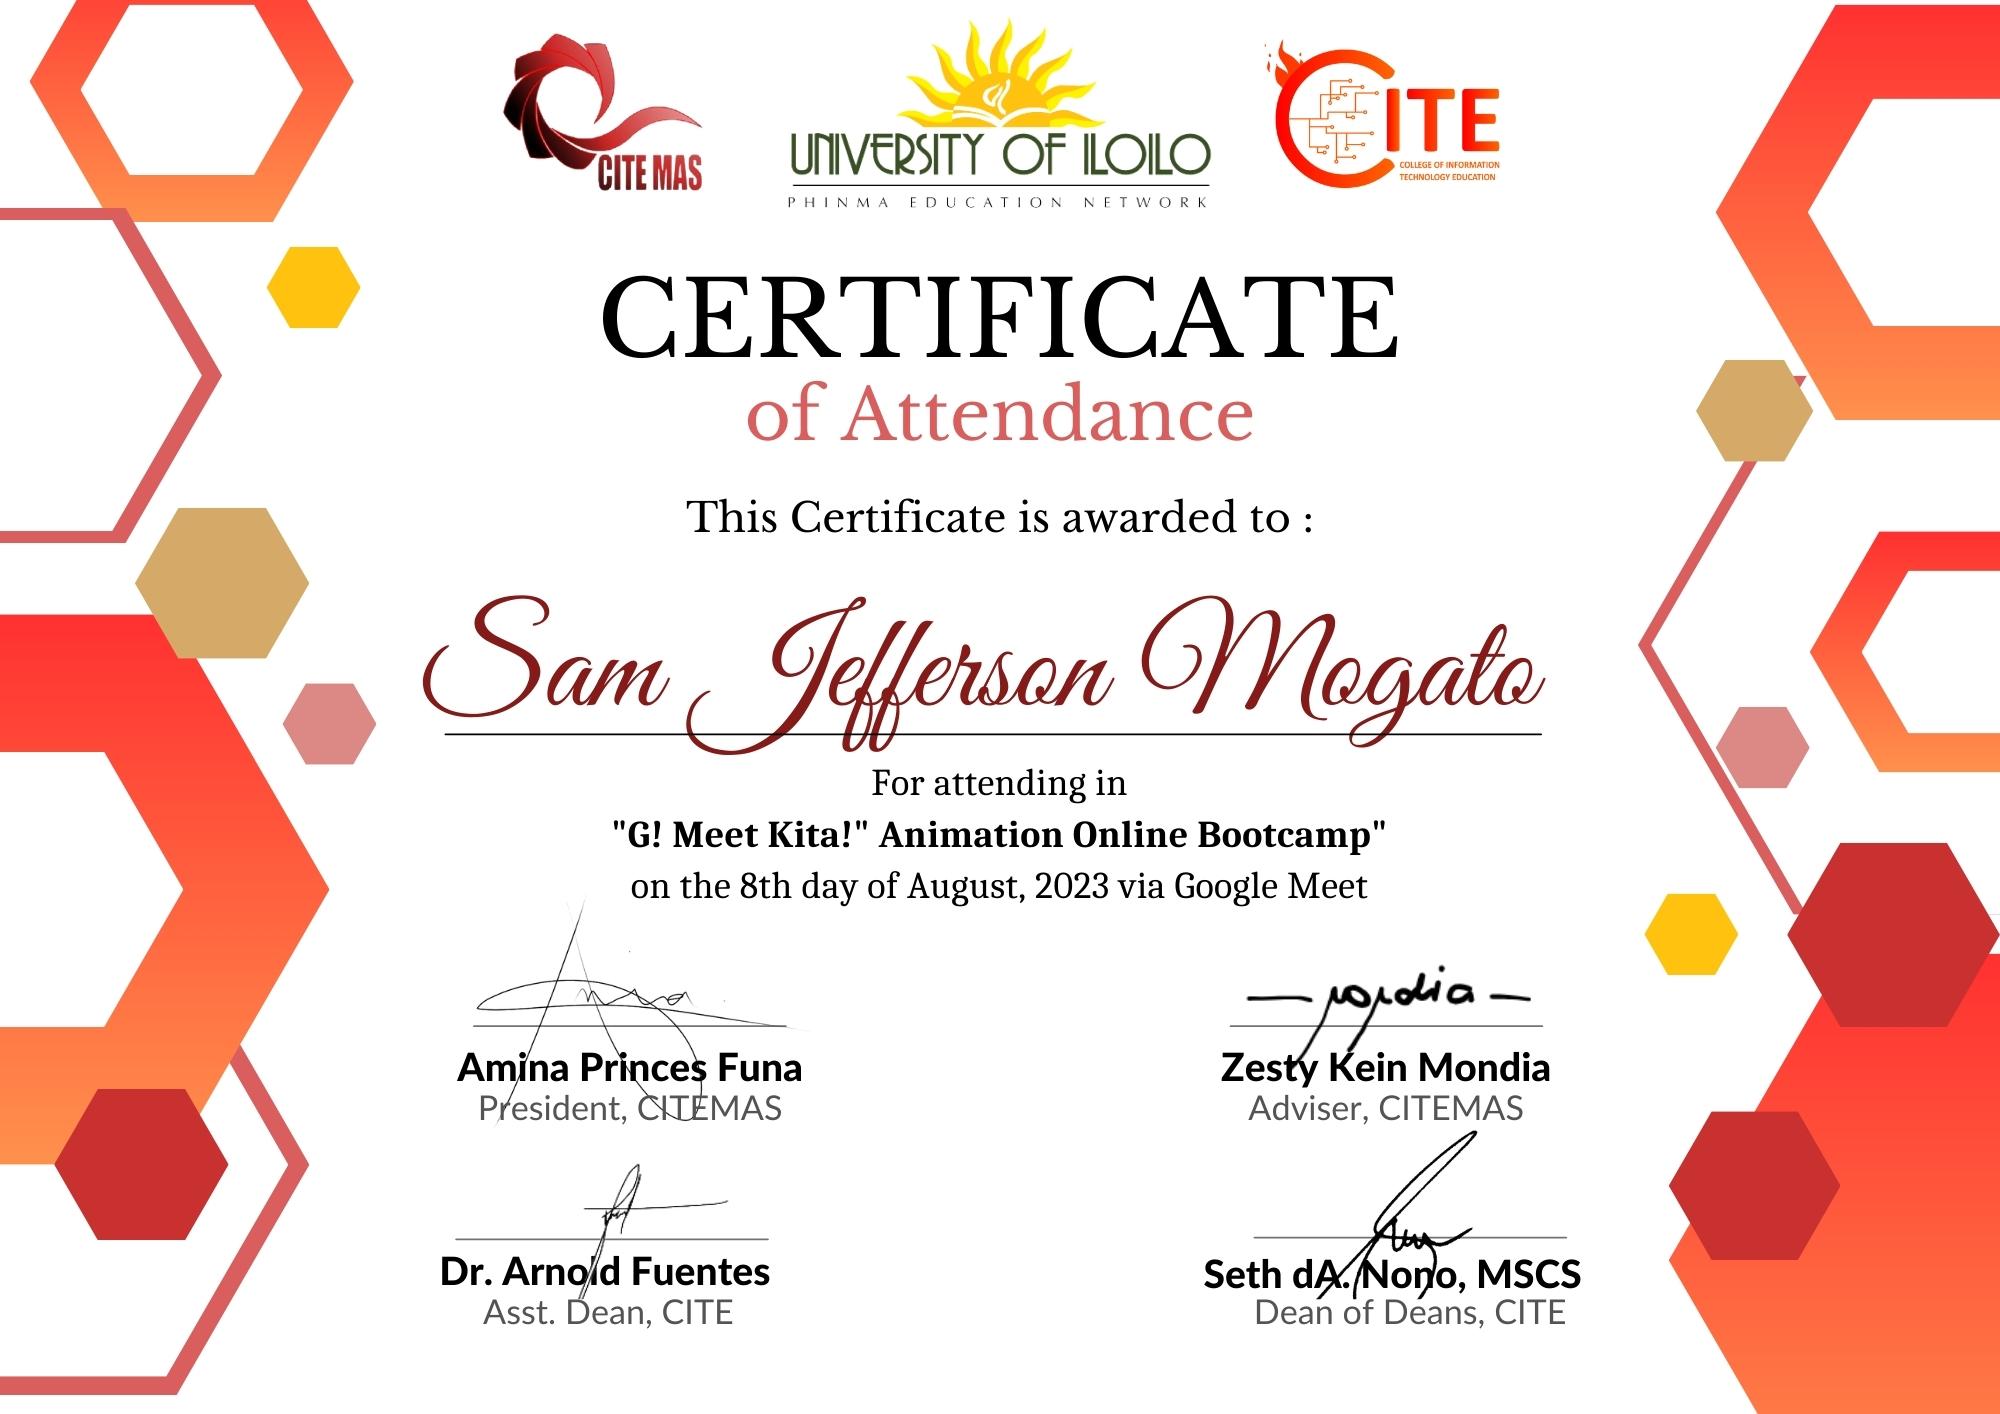 CITE MAS
UNIVERSITY OF ILOILO
PHINMA EDUCATION NETWORK
CITE
COLLEGE OF INFORMATION
TECHNOLOGY EDUCATION
CERTIFICATE
of Attendance
This Certificate is awarded to :
Sam Jefferson Mogato
For attending in
"G! Meet Kita!" Animation Online Bootcamp"
on the 8th day of August, 2023 via Google Meet
Amina Princes Funa
President, CITEMAS
Zesty Kein Mondia
Adviser, CITEMAS
Dr. Arnold Fuentes
Asst. Dean, CITE
Seth dA. Nono, MSCS
Dean of Deans, CITE